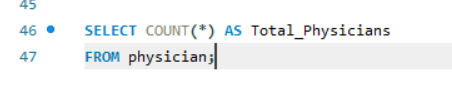 45
46 SELECT COUNT(*) AS Total_Physicians
47 FROM physician;